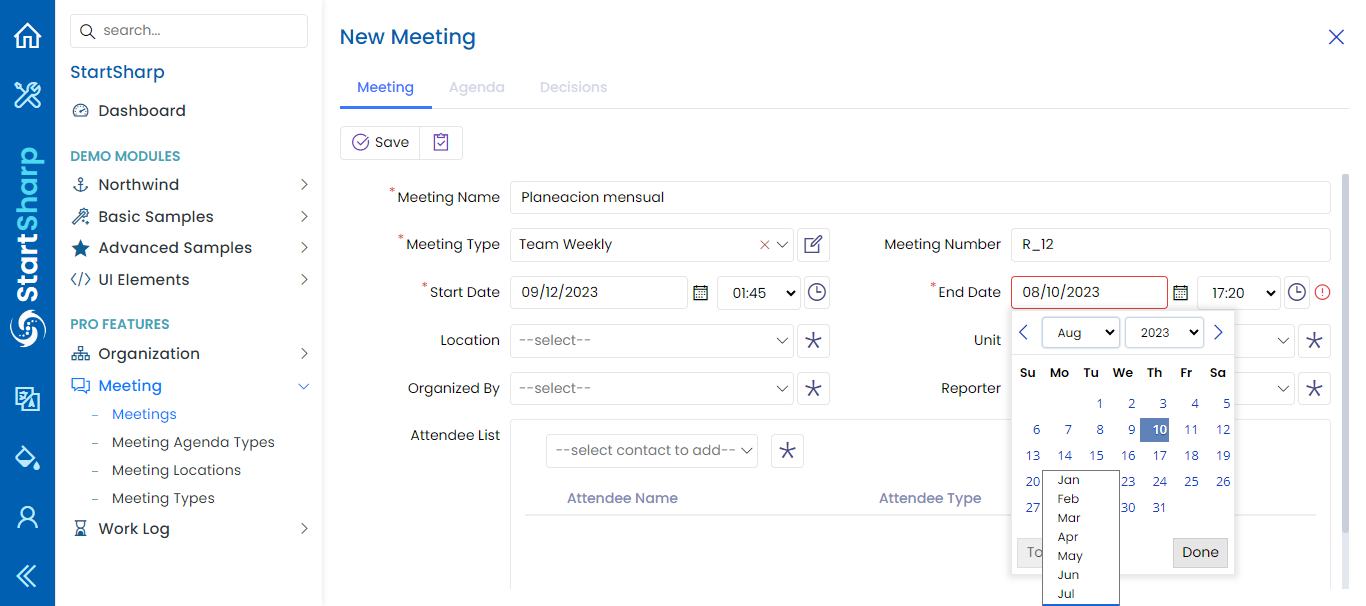 search...
StartSharp
Dashboard
DEMO MODULES
Northwind
Basic Samples
Advanced Samples
UI Elements
PRO FEATURES
Organization
Meeting
Meetings
Meeting Agenda Types
Meeting Locations
Meeting Types
Work Log
StartSharp
New Meeting
Meeting Agenda Decisions
Save
*Meeting Name Planeacion mensual
*Meeting Type Team Weekly Meeting Number R_12
*Start Date 09/12/2023 01:45 *End Date 08/10/2023 17:20
Location --select-- Unit
Organized By --select-- Reporter
Attendee List --select contact to add--
Attendee Name Attendee Type
Aug 2023
Su Mo Tu We Th Fr Sa
1 2 3 4 5
6 7 8 9 10 11 12
13 14 15 16 17 18 19
20 23 24 25 26
27 30 31
Done
Jan
Feb
Mar
Apr
May
Jun
Jul